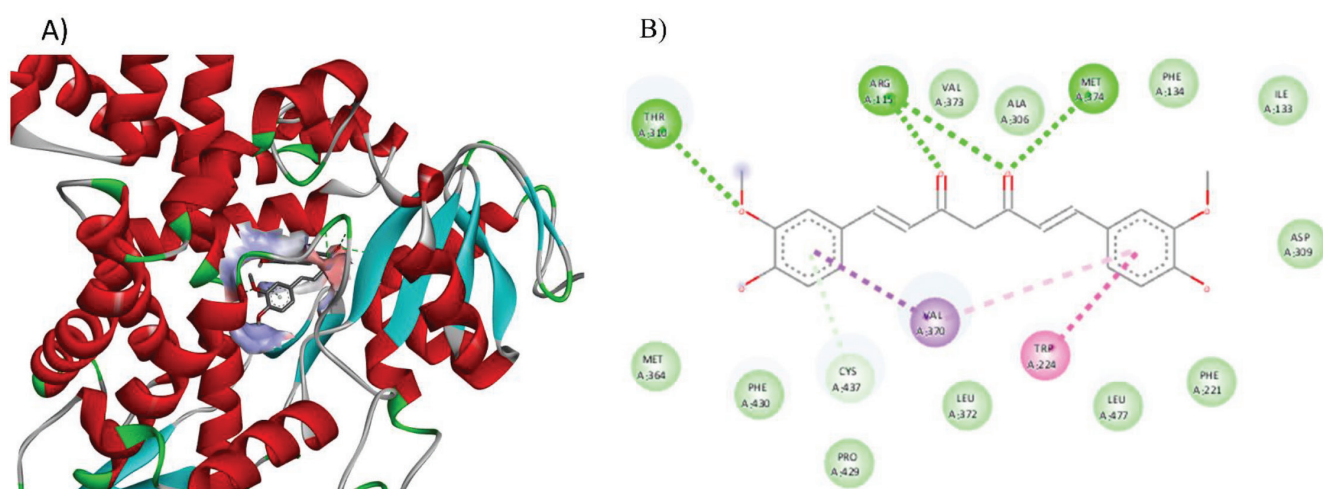 A)
B)
ARG
A:115
VAL
A:373
ALA
A:306
MET
A:374
PHE
A:134
ILE
A:133
THR
A:310
ASP
A:309
VAL
A:370
TRP
A:224
MET
A:364
PHE
A:430
CYS
A:437
LEU
A:372
LEU
A:477
PHE
A:221
PRO
A:429